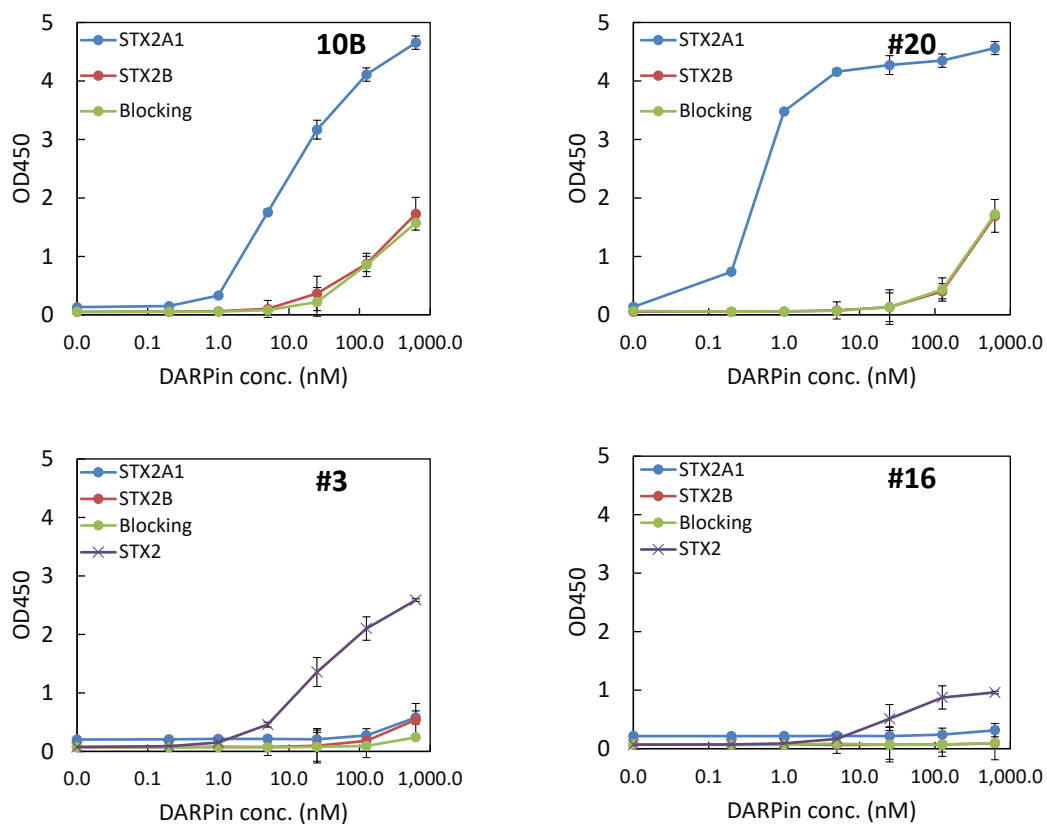 10B
STX2A1
STX2B
Blocking
OD450
5
4
3
2
1
0
0.0 0.1 1.0 10.0 100.0 1,000.0
DARPin conc. (nM)
#20
STX2A1
STX2B
Blocking
OD450
5
4
3
2
1
0
0.0 0.1 1.0 10.0 100.0 1,000.0
DARPin conc. (nM)
#3
STX2A1
STX2B
Blocking
STX2
OD450
5
4
3
2
1
0
0.0 0.1 1.0 10.0 100.0 1,000.0
DARPin conc. (nM)
#16
STX2A1
STX2B
Blocking
STX2
OD450
5
4
3
2
1
0
0.0 0.1 1.0 10.0 100.0 1,000.0
DARPin conc. (nM)